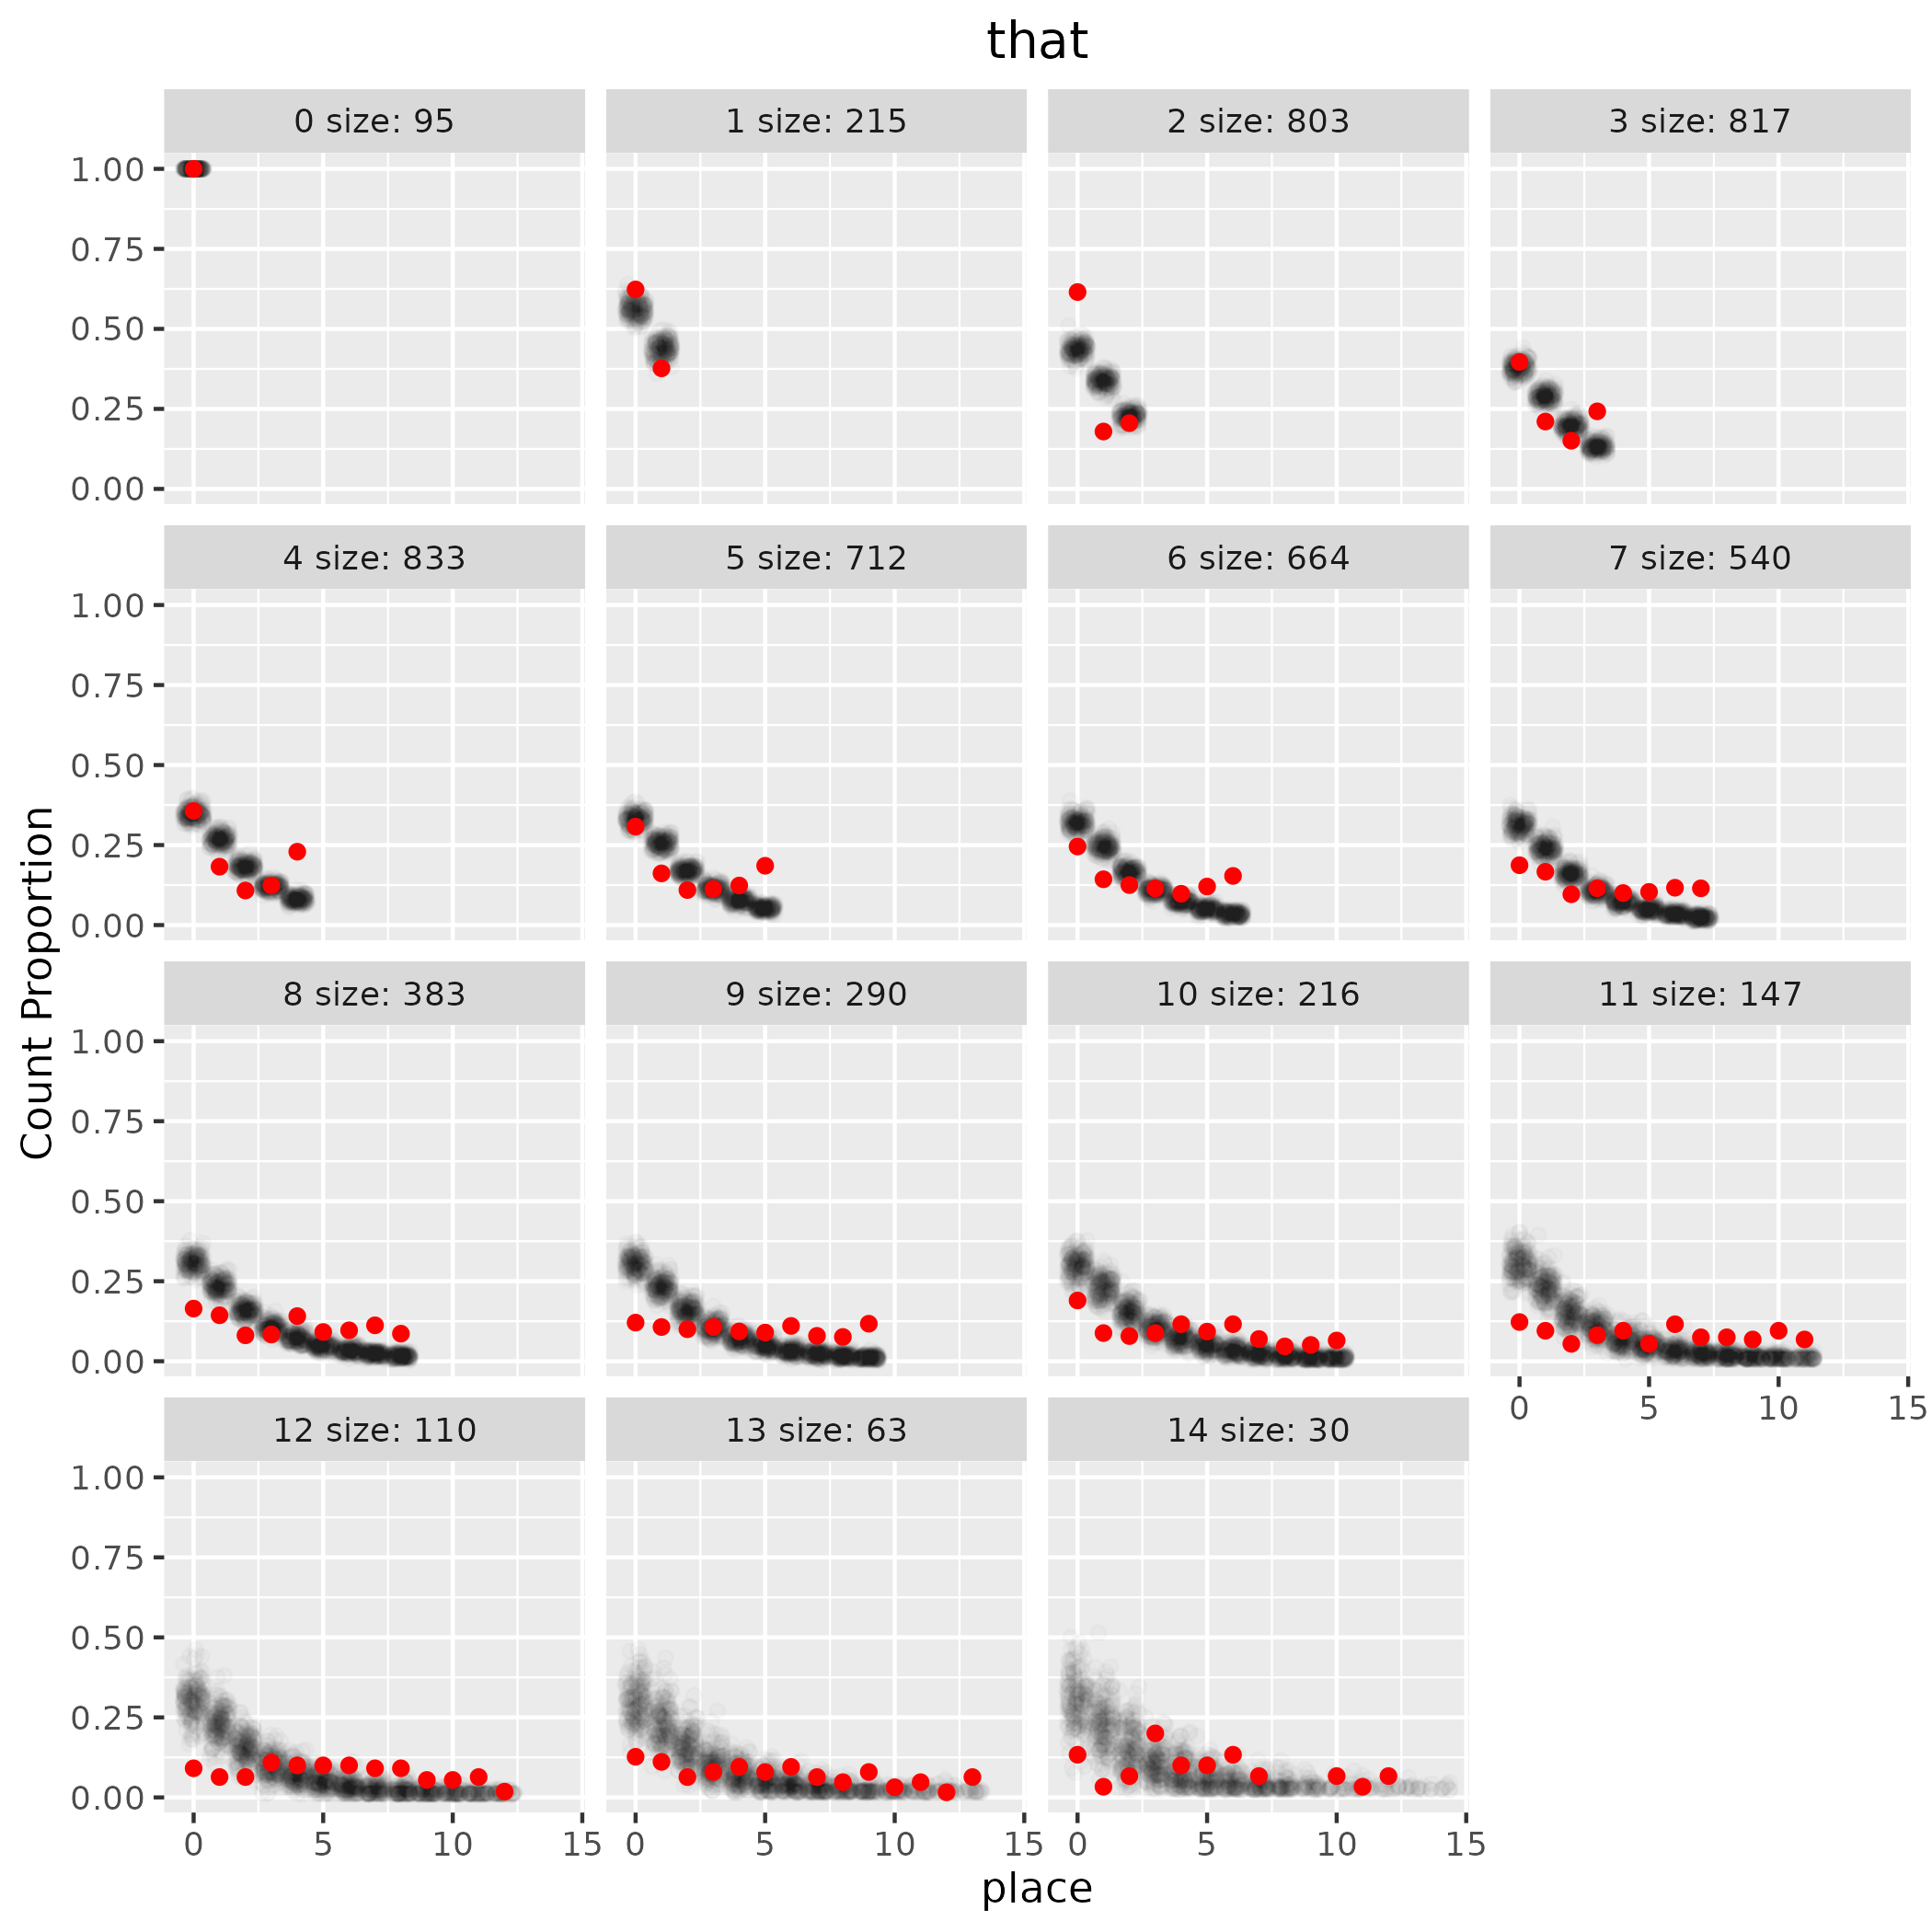 that
0 size: 95
1 size: 215
2 size: 803
3 size: 817
1.00
0.75
0.50
0.25
0.00
4 size: 833
5 size: 712
6 size: 664
7 size: 540
1.00
0.75
0.50
0.25
0.00
8 size: 383
9 size: 290
10 size: 216
11 size: 147
1.00
0.75
0.50
0.25
0.00
0 5 10 15
12 size: 110
13 size: 63
14 size: 30
1.00
0.75
0.50
0.25
0.00
0 5 10 15
0 5 10 15
0 5 10 15
Count Proportion
place